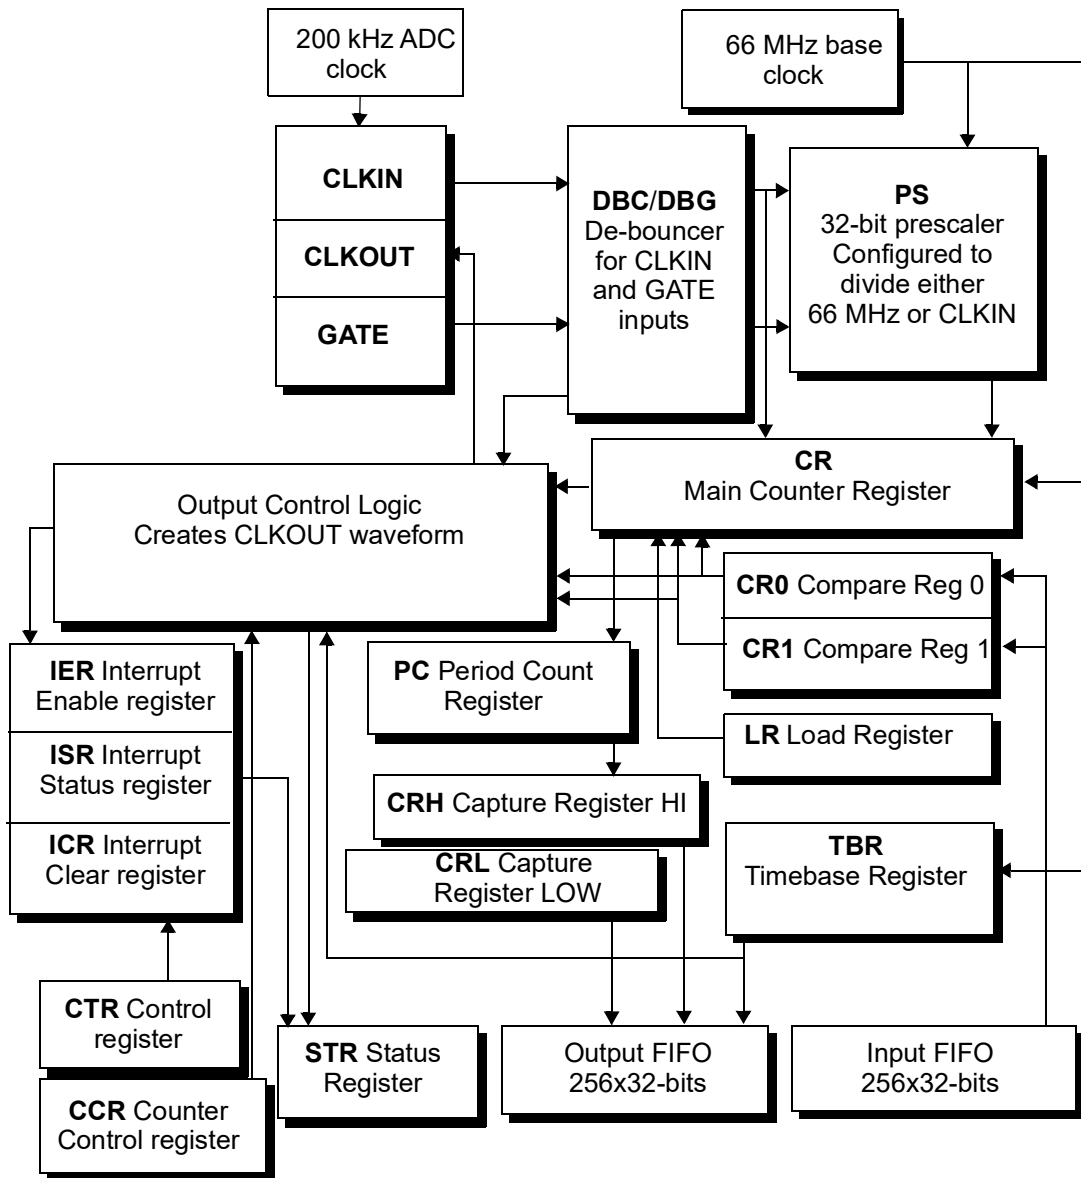 200 kHz ADC
clock
66 MHz base
clock
CLKIN
CLKOUT
GATE
DBC/DBG
De-bouncer
for CLKIN
and GATE
inputs
PS
32-bit prescaler
Configured to
divide either
66 MHz or CLKIN
CR
Main Counter Register
Output Control Logic
Creates CLKOUT waveform
CR0 Compare Reg 0
CR1 Compare Reg 1
IER Interrupt
Enable register
ISR Interrupt
Status register
ICR Interrupt
Clear register
PC Period Count
Register
LR Load Register
CRH Capture Register HI
CRL Capture
Register LOW
TBR
Timebase Register
CTR Control
register
CCR Counter
Control register
STR Status
Register
Output FIFO
256x32-bits
Input FIFO
256x32-bits